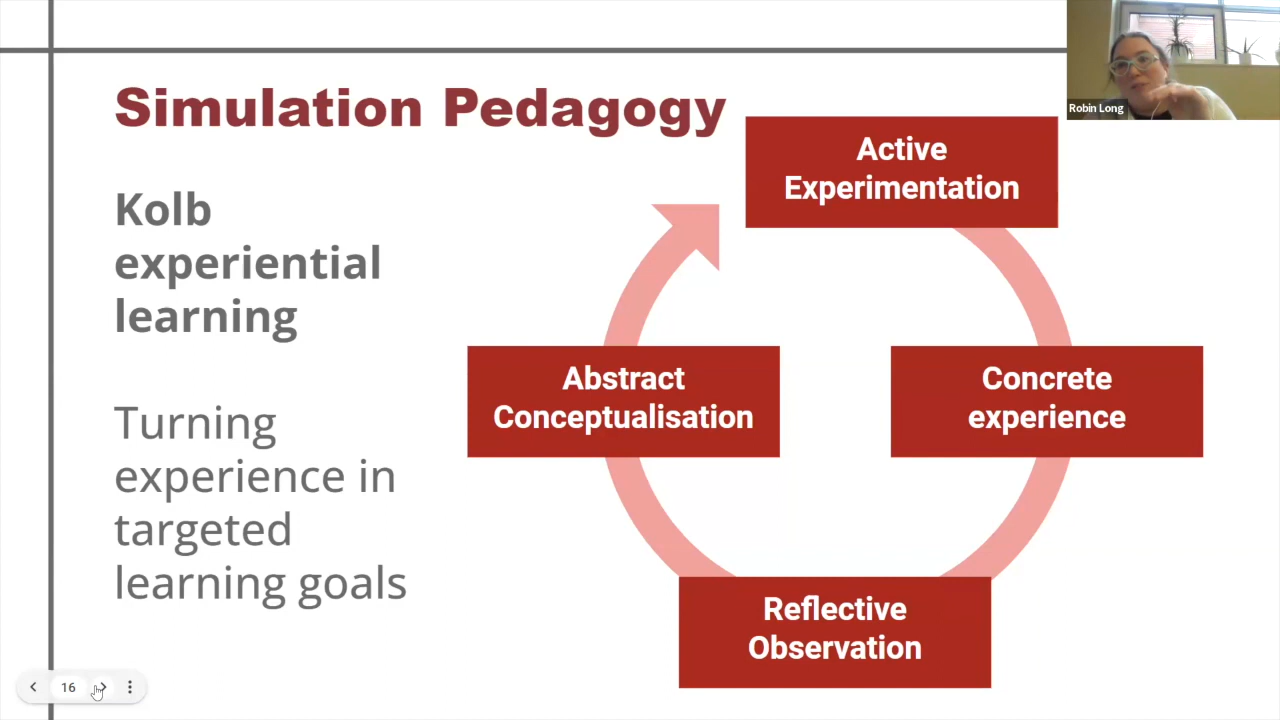 Simulation Pedagogy
Robin Long
Kolb
experiential
learning
Turning
experience in
targeted
learning goals
Active
Experimentation
Concrete
experience
Reflective
Observation
Abstract
Conceptualisation
16